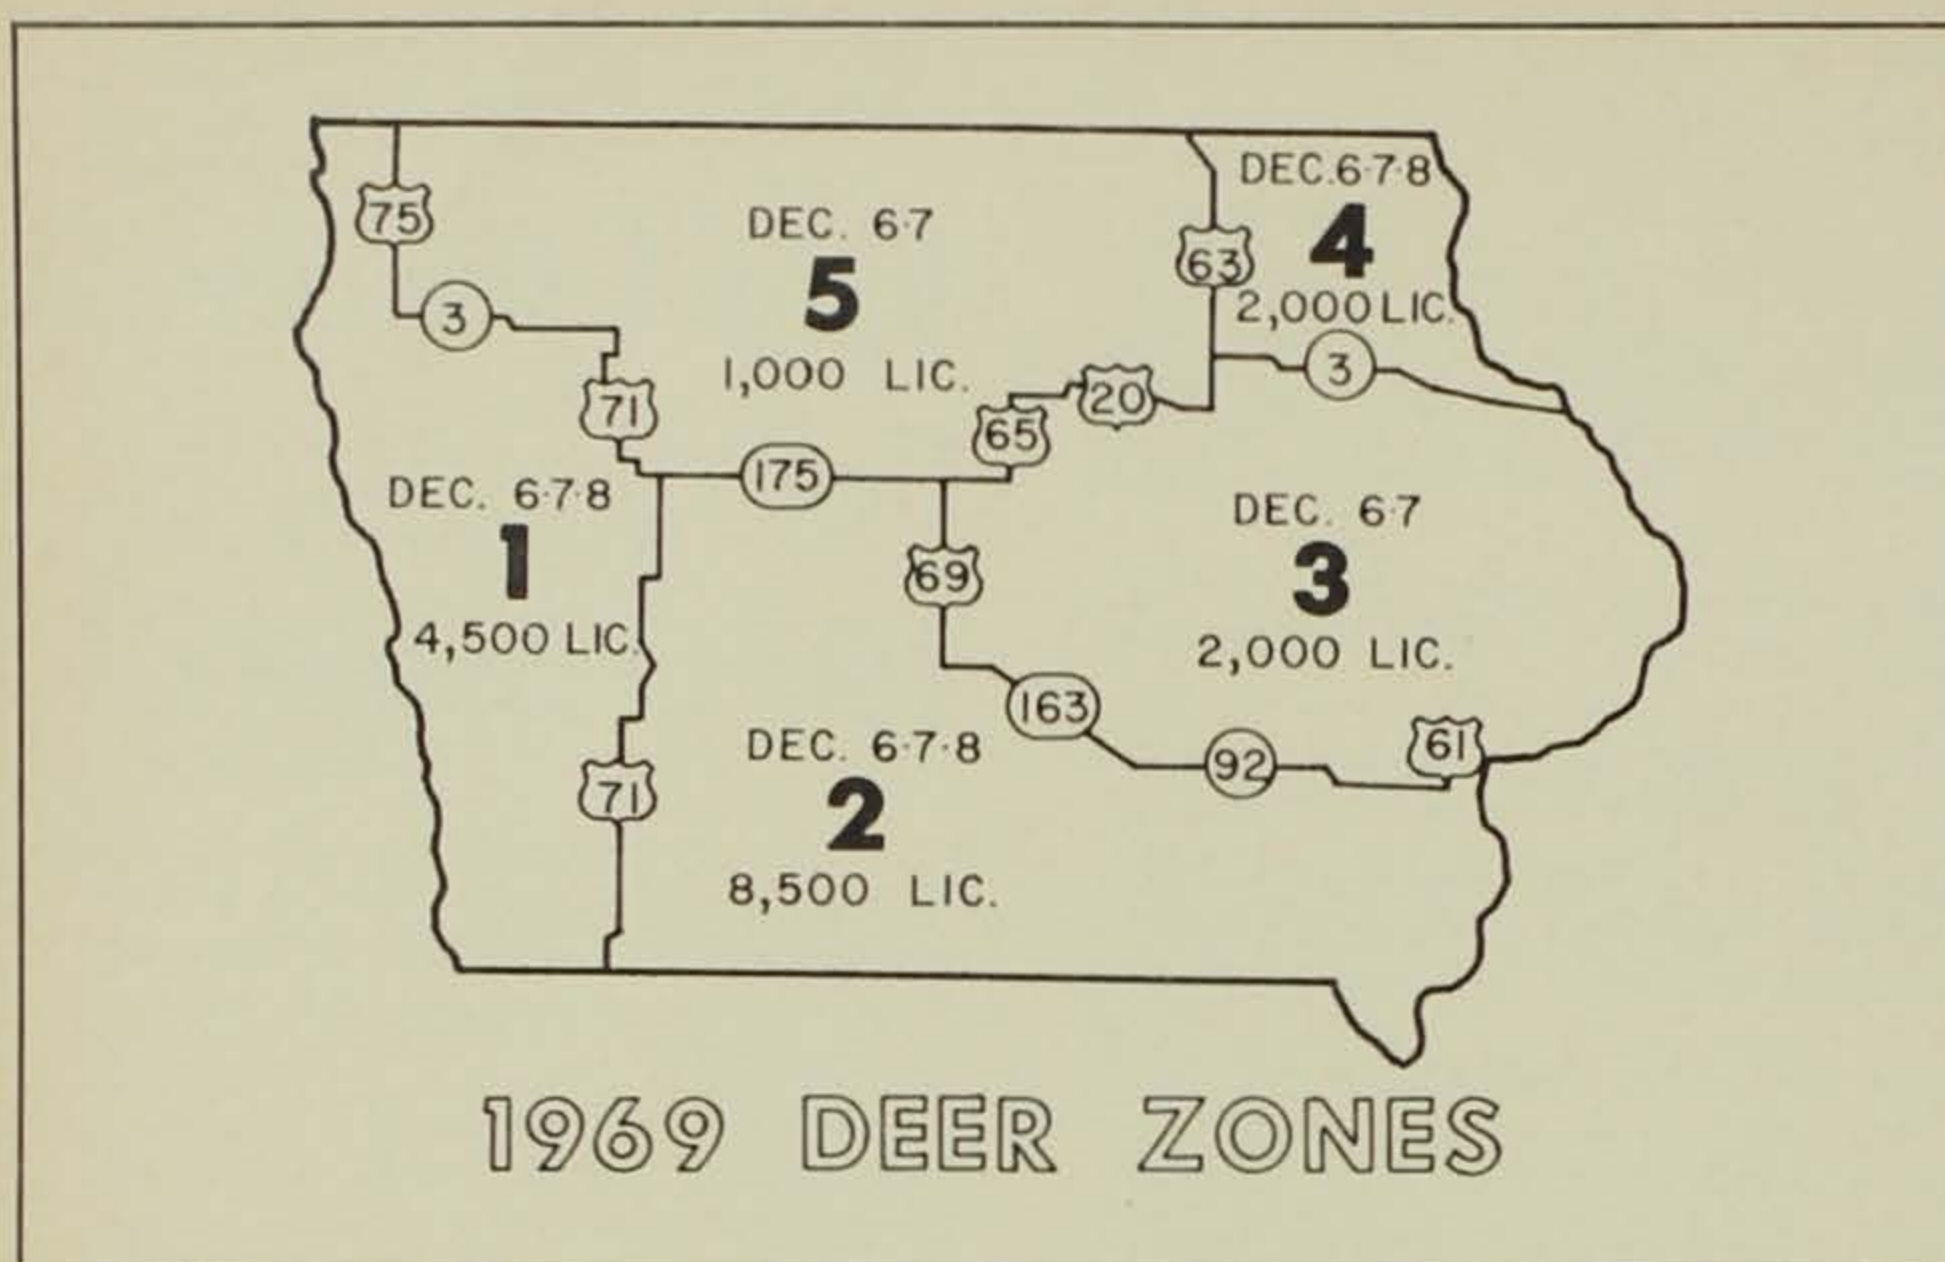 DEC. 6·7·8
4
2,000 LIC.
75
DEC. 6·7
5
1,000 LIC.
63
3
3
71
20
65
175
DEC. 6·7·8
1
4,500 LIC.
69
DEC. 6·7
3
2,000 LIC.
163
92
61
DEC. 6·7·8
2
8,500 LIC.
71
1969 DEER ZONES